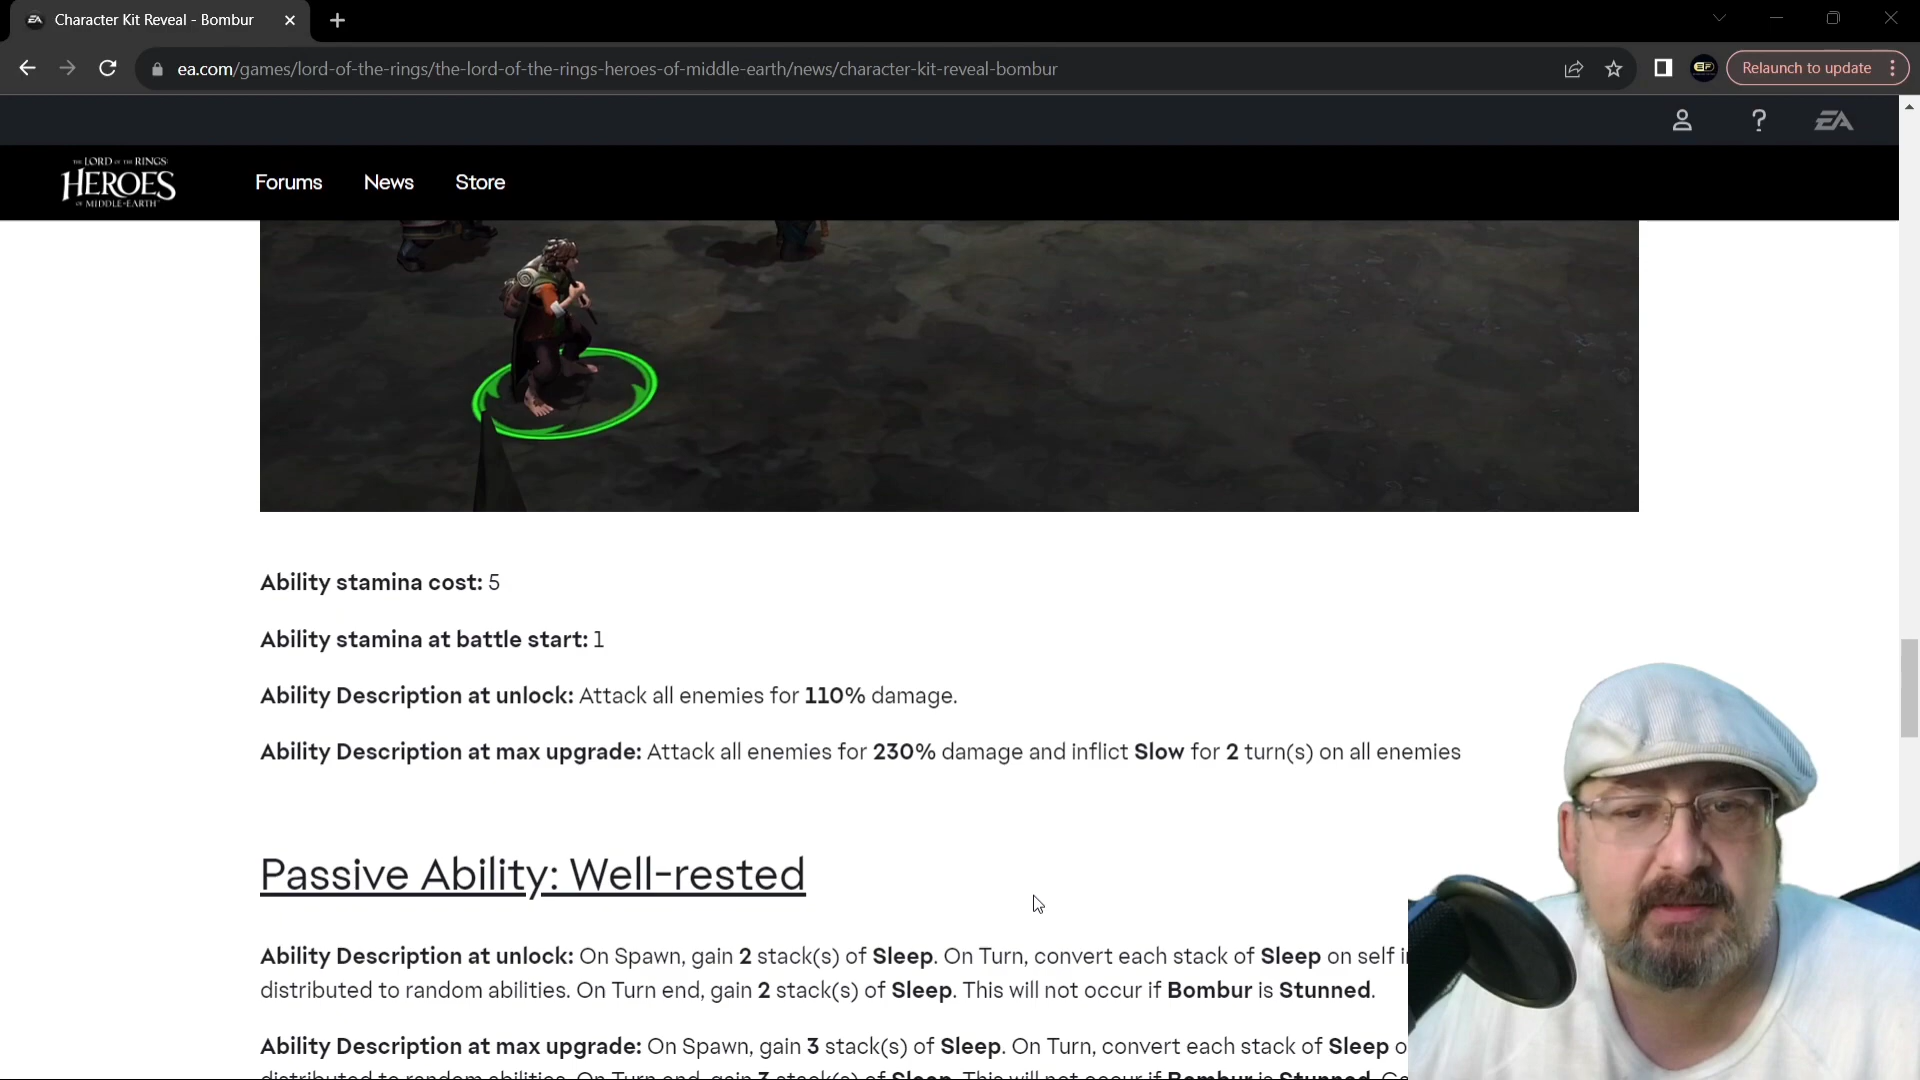 Character Kit Reveal - Bombur
ea.com/games/lord-of-the-rings/the-lord-of-the-rings-heroes-of-middle-earth/news/character-kit-reveal-bombur
Relaunch to update
EA
THE LORD OF THE RINGS
HEROES
OF MIDDLE-EARTH
Forums News Store
Ability stamina cost: 5
Ability stamina at battle start: 1
Ability Description at unlock: Attack all enemies for 110% damage.
Ability Description at max upgrade: Attack all enemies for 230% damage and inflict Slow for 2 turn(s) on all enemies
Passive Ability: Well-rested
Ability Description at unlock: On Spawn, gain 2 stack(s) of Sleep. On Turn, convert each stack of Sleep on self
distributed to random abilities. On Turn end, gain 2 stack(s) of Sleep. This will not occur if Bombur is Stunned.
Ability Description at max upgrade: On Spawn, gain 3 stack(s) of Sleep. On Turn, convert each stack of Sleep
distributed to random abilities. On Turn end, gain 3 stack(s) of Sleep. This will not occur if Bombur is Stunned.